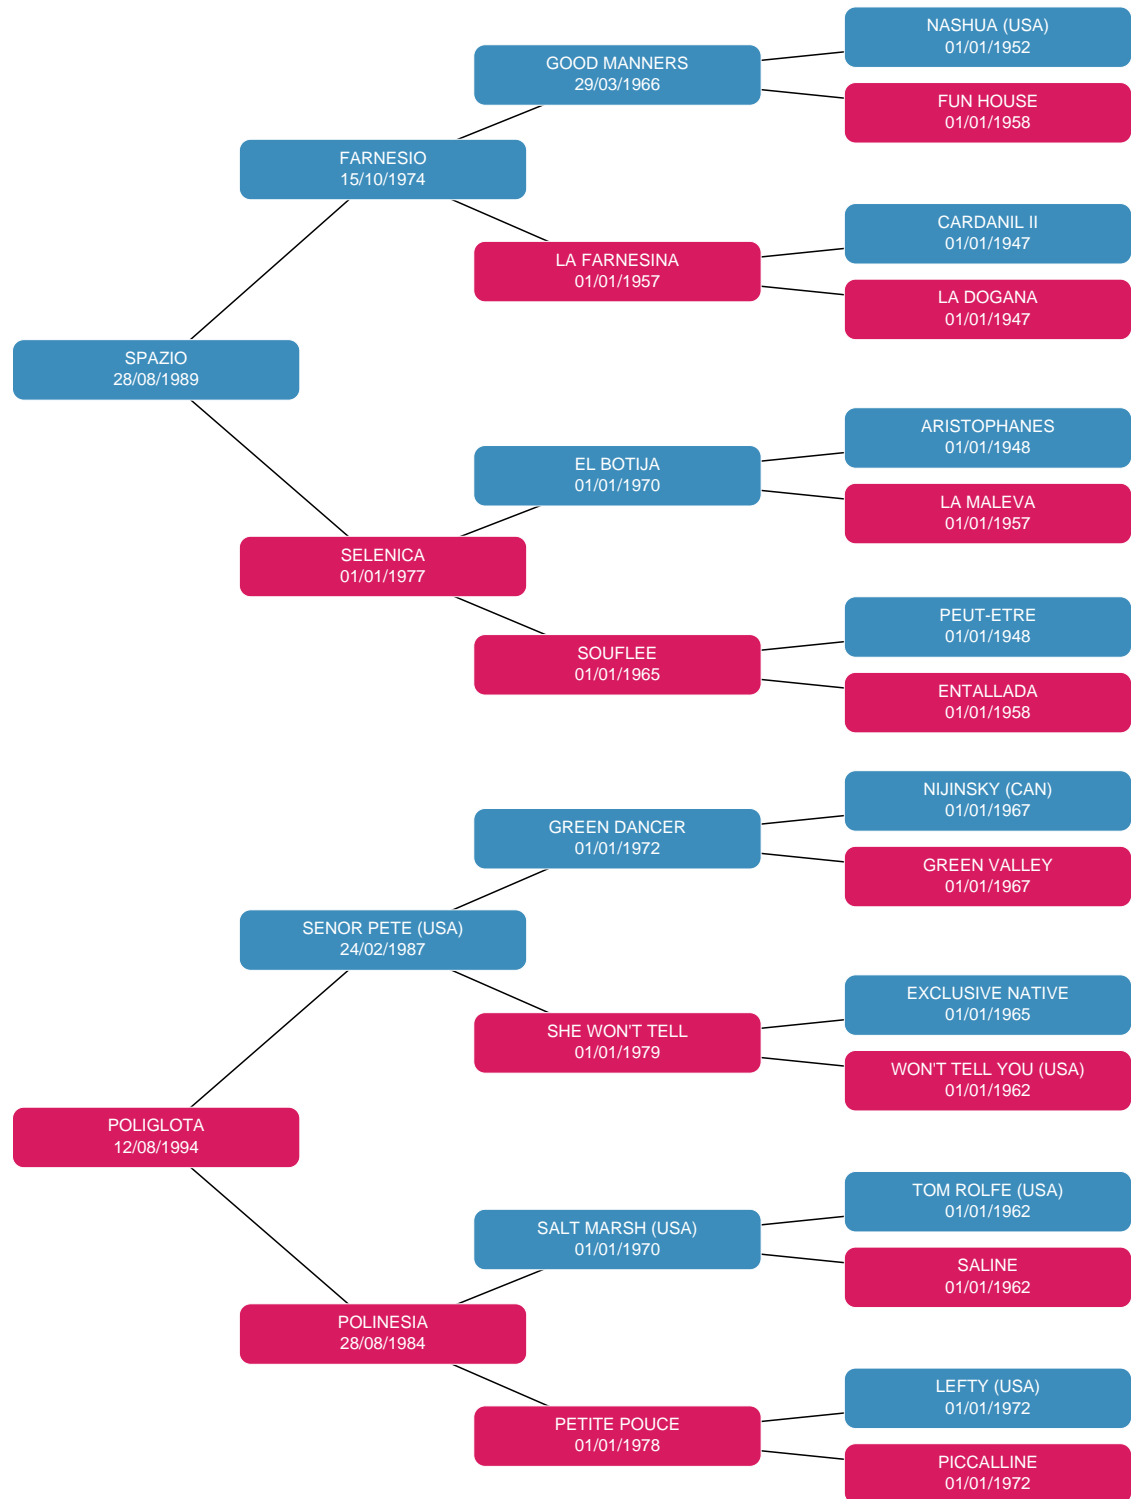 NASHUA (USA)
01/01/1952
GOOD MANNERS
29/03/1966
FUN HOUSE
01/01/1958
FARNESIO
15/10/1974
CARDANIL II
01/01/1947
LA FARNESINA
01/01/1957
LA DOGANA
01/01/1947
SPAZIO
28/08/1989
ARISTOPHANES
01/01/1948
EL BOTIJA
01/01/1970
LA MALEVA
01/01/1957
SELENICA
01/01/1977
PEUT-ETRE
01/01/1948
SOUFLEE
01/01/1965
ENTALLADA
01/01/1958
NIJINSKY (CAN)
01/01/1967
GREEN DANCER
01/01/1972
GREEN VALLEY
01/01/1967
SENOR PETE (USA)
24/02/1987
EXCLUSIVE NATIVE
01/01/1965
SHE WON'T TELL
01/01/1979
WON'T TELL YOU (USA)
01/01/1962
POLIGLOTA
12/08/1994
TOM ROLFE (USA)
01/01/1962
SALT MARSH (USA)
01/01/1970
SALINE
01/01/1962
POLINESIA
28/08/1984
LEFTY (USA)
01/01/1972
PETITE POUCE
01/01/1978
PICCALLINE
01/01/1972